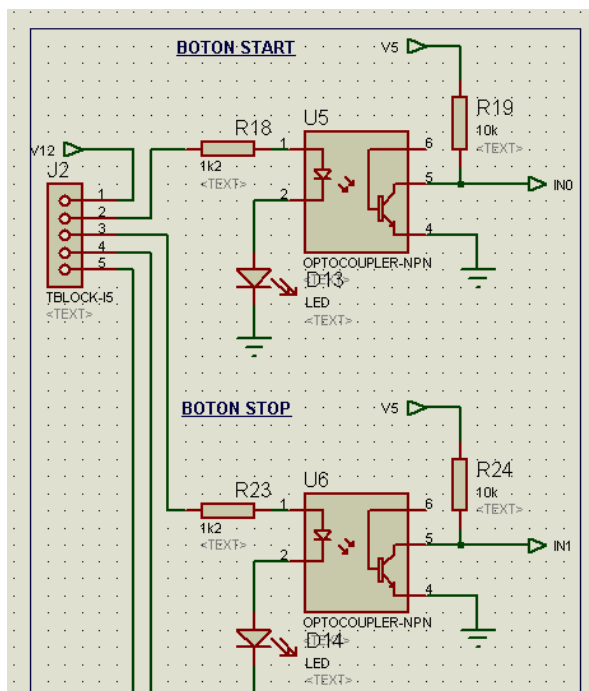 BOTON START
V5
R19
10k
<TEXT>
IN0
U5
R18
1k2
<TEXT>
1
2
6
5
4
OPTOCOUPLER-NPN
V12
J2
1
2
3
4
5
TBLOCK-I5
<TEXT>
D13
LED
<TEXT>
BOTON STOP
V5
R24
10k
<TEXT>
IN1
U6
R23
1k2
<TEXT>
1
2
6
5
4
OPTOCOUPLER-NPN
D14
LED
<TEXT>